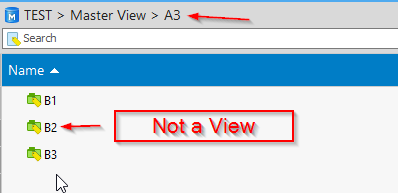 TEST > Master View > A3
Search
Name
B1
B2
Not a View
B3